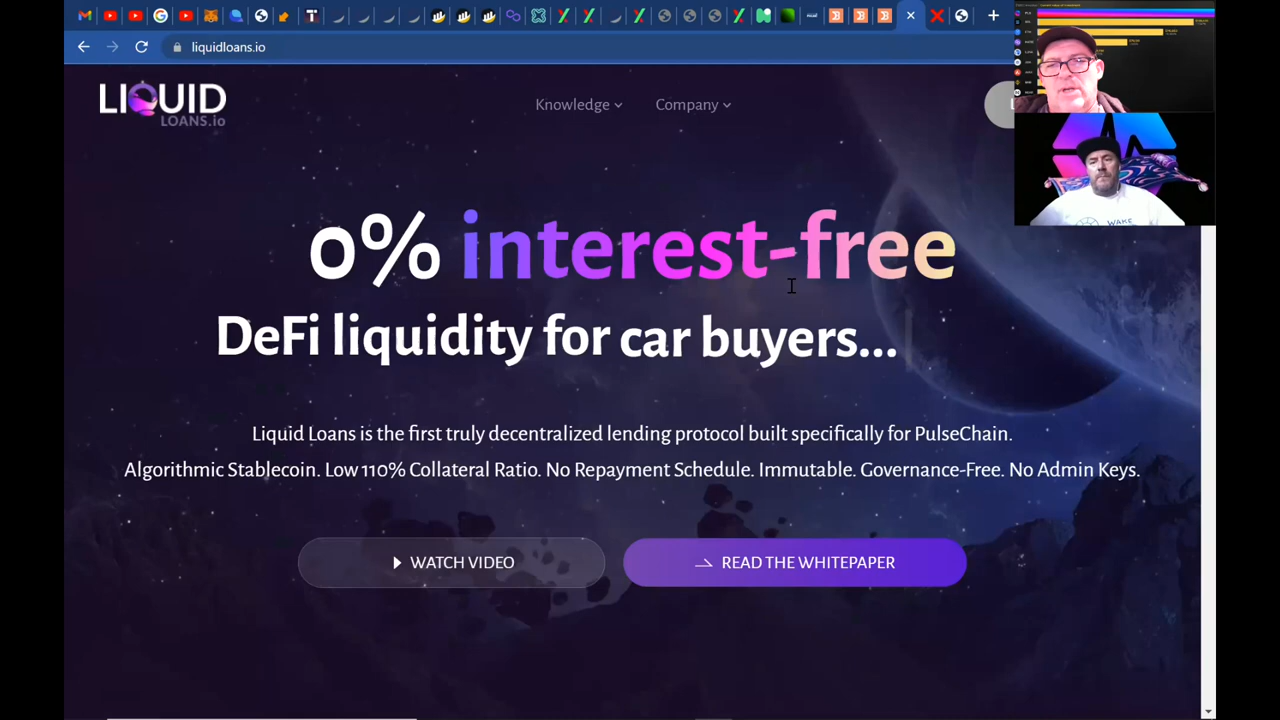 liquidloans.io
LIQUID
LOANS.io
Knowledge
Company
0% interest-free
DeFi liquidity for car buyers...
Liquid Loans is the first truly decentralized lending protocol built specifically for PulseChain.
Algorithmic Stablecoin. Low 110% Collateral Ratio. No Repayment Schedule. Immutable. Governance-Free. No Admin Keys.
WATCH VIDEO
READ THE WHITEPAPER
WAKE